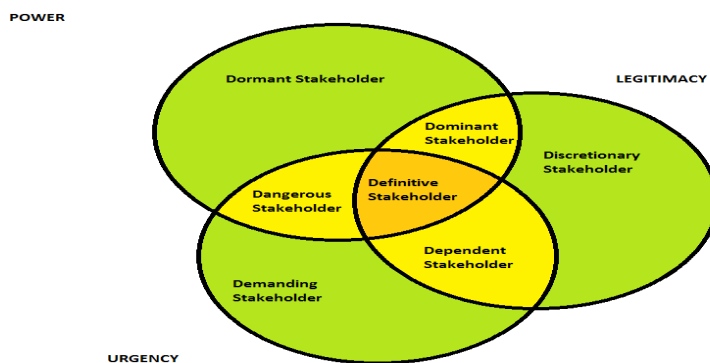 POWER
Dormant Stakeholder
LEGITIMACY
Dominant
Stakeholder
Discretionary
Stakeholder
Dangerous
Stakeholder
Definitive
Stakeholder
Dependent
Stakeholder
Demanding
Stakeholder
URGENCY